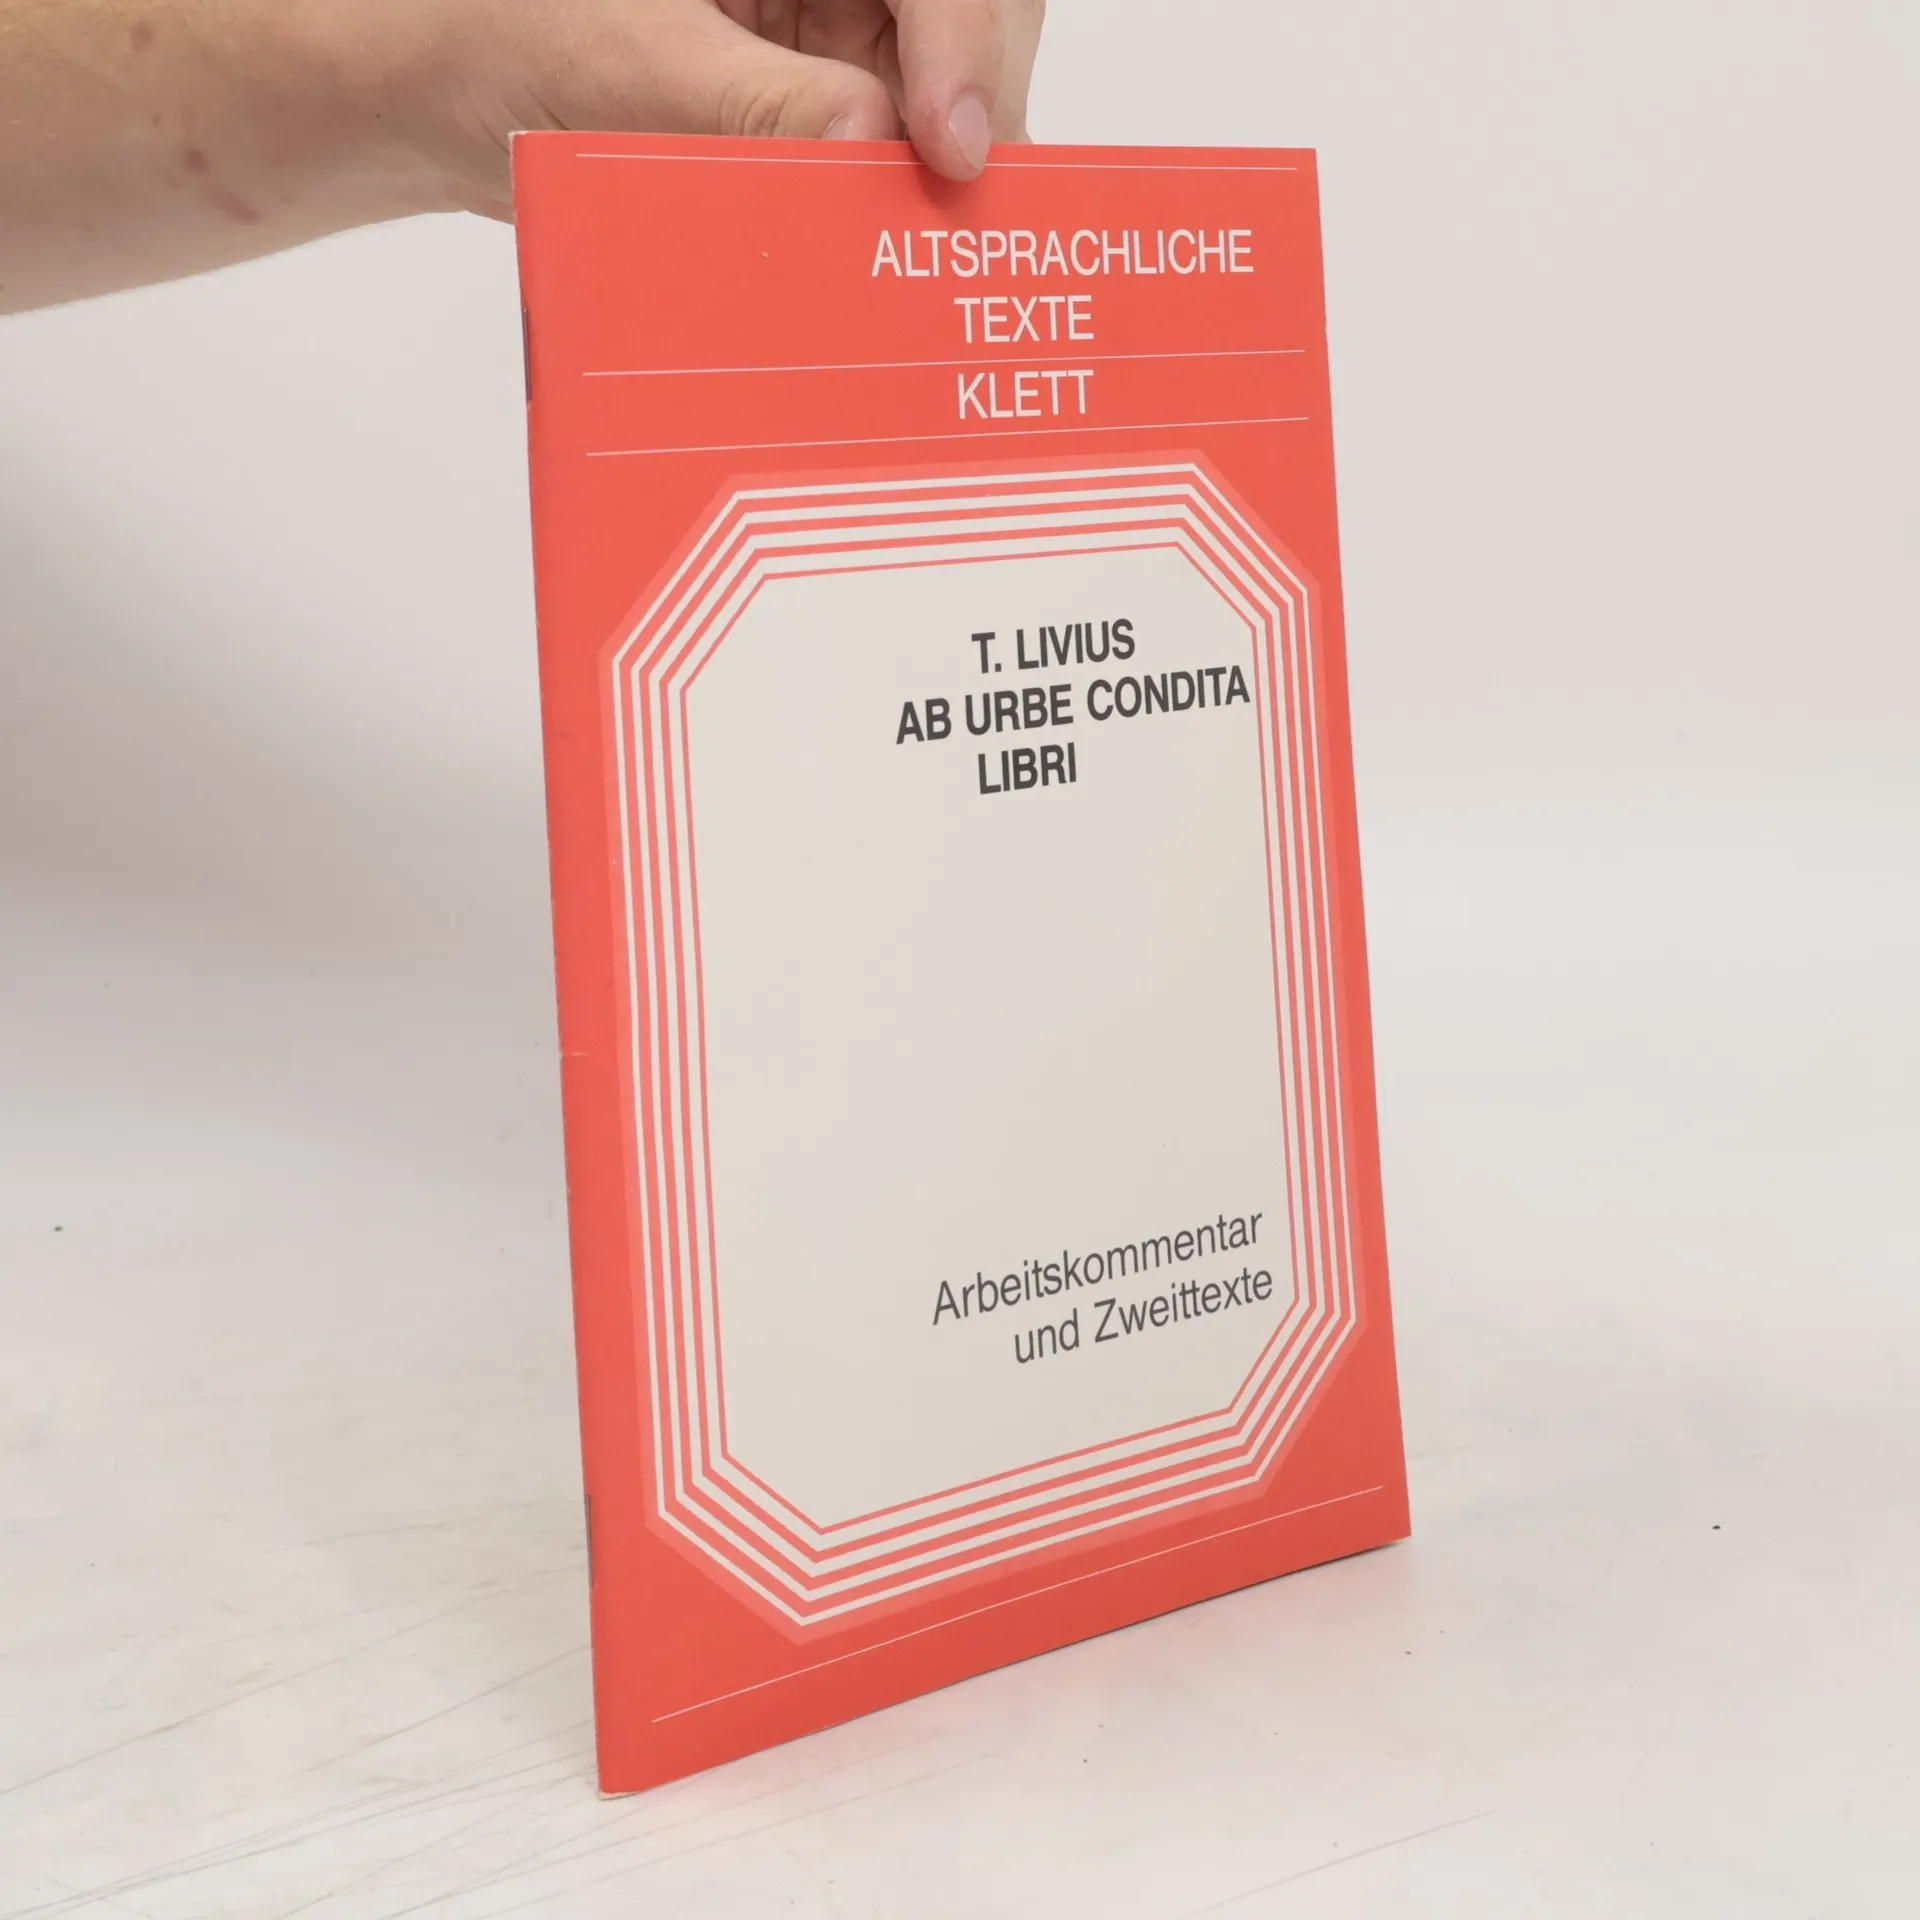 ALTSPRACHLICHE
TEXTE
KLETT
T. LIVIUS
AB URBE CONDITA
LIBRI
Arbeitskommentar
und Zweittexte